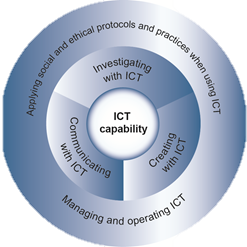 Applying social and ethical protocols and practices when using ICT
Investigating
with ICT
ICT
capability
Communicating
with ICT
Creating
with ICT
Managing and operating ICT